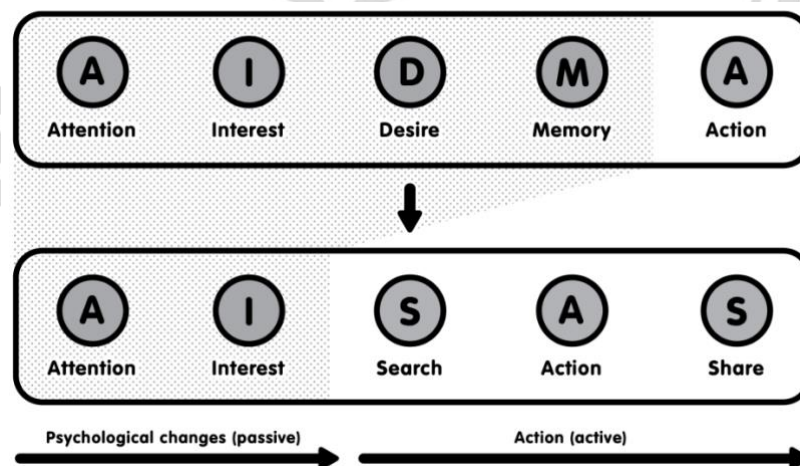 A I D M A
Attention Interest Desire Memory Action
A I S A S
Attention Interest Search Action Share
Psychological changes (passive) Action (active)